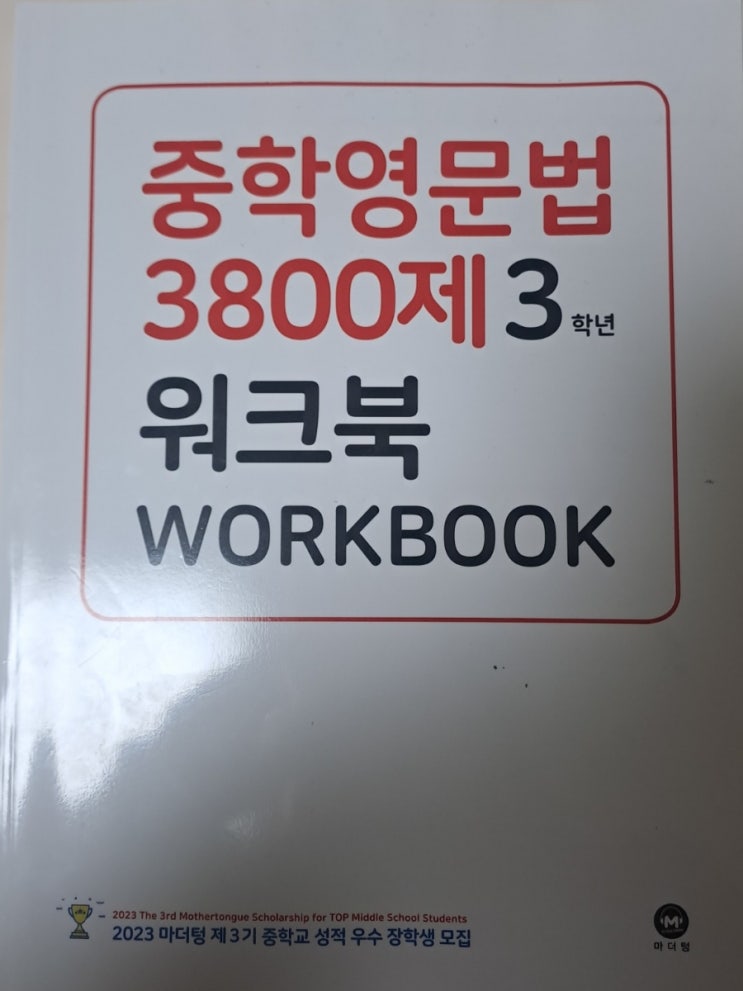 중학영문법
3800제 3학년
워크북
WORKBOOK
2023 The 3rd Mothertongue Scholarship for TOP Middle School Students
2023 마더텅 제3기 중학교 성적 우수 장학생 모집
M
마더텅